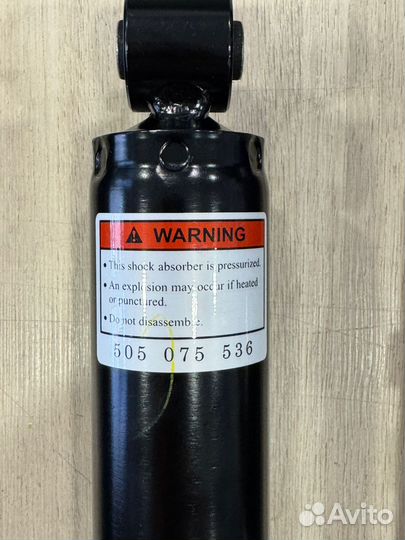 WARNING
• This shock absorber is pressurized.
• An explosion may occur if heated
or punctured.
• Do not disassemble.
505 075 536
Avito